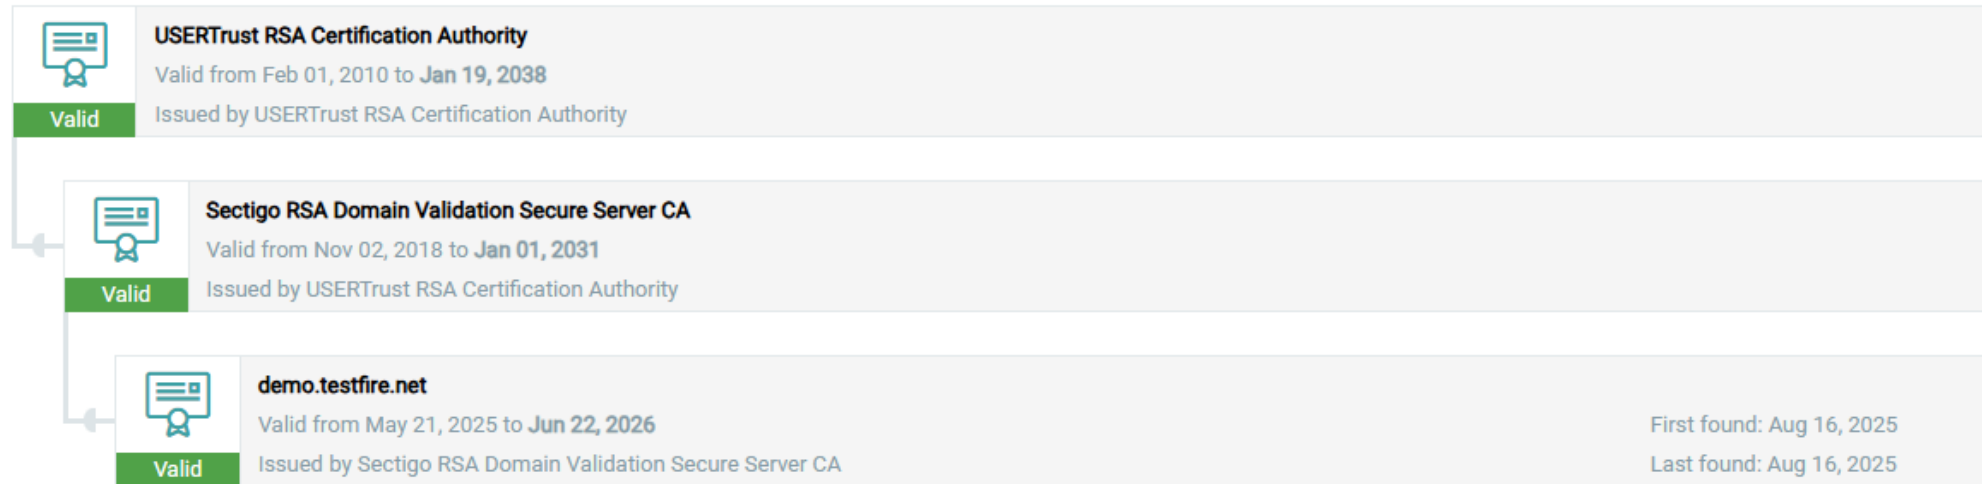 USERTrust RSA Certification Authority
Valid from Feb 01, 2010 to Jan 19, 2038
Valid
Issued by USERTrust RSA Certification Authority
Sectigo RSA Domain Validation Secure Server CA
Valid from Nov 02, 2018 to Jan 01, 2031
Valid
Issued by USERTrust RSA Certification Authority
demo.testfire.net
Valid from May 21, 2025 to Jun 22, 2026
First found: Aug 16, 2025
Valid
Issued by Sectigo RSA Domain Validation Secure Server CA
Last found: Aug 16, 2025